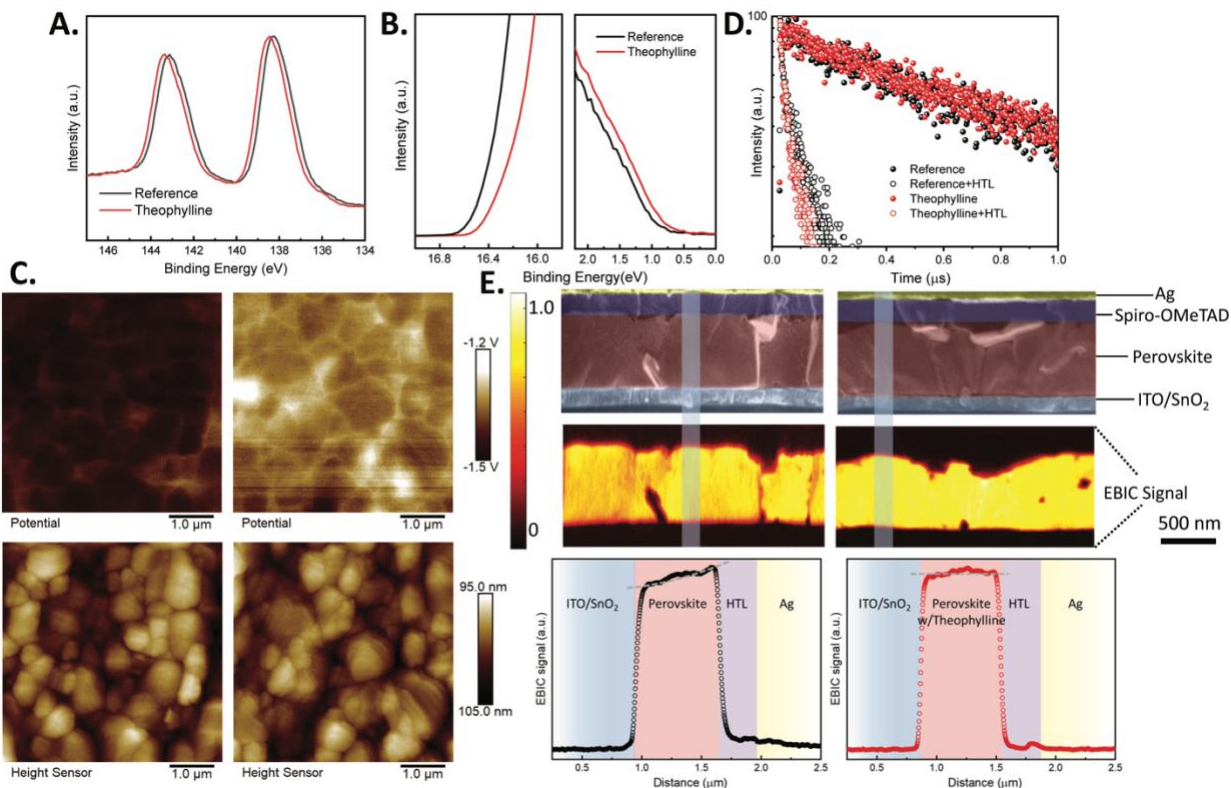 A.
Intensity (a.u.)
Reference
Theophylline
146 144 142 140 138 136 134
Binding Energy (eV)
B.
Intensity (a.u.)
Reference
Theophylline
16.8 16.4 16.0 2.0 1.5 1.0 0.5 0.0
Binding Energy(eV)
D.
Intensity (a.u.)
100
Reference
Reference+HTL
Theophylline
Theophylline+HTL
0.0 0.2 0.4 0.6 0.8 1.0
Time (μs)
C.
-1.2 V
-1.5 V
Potential
1.0 μm
Potential
1.0 μm
95.0 nm
105.0 nm
Height Sensor
1.0 μm
Height Sensor
1.0 μm
E.
1.0
0
Ag
Spiro-OMeTAD
Perovskite
ITO/SnO2
EBIC Signal
500 nm
EBIC signal (a.u.)
ITO/SnO2
Perovskite
HTL
Ag
0.5 1.0 1.5 2.0 2.5
Distance (μm)
EBIC signal (a.u.)
ITO/SnO2
Perovskite
w/Theophylline
HTL
Ag
0.5 1.0 1.5 2.0 2.5
Distance (μm)